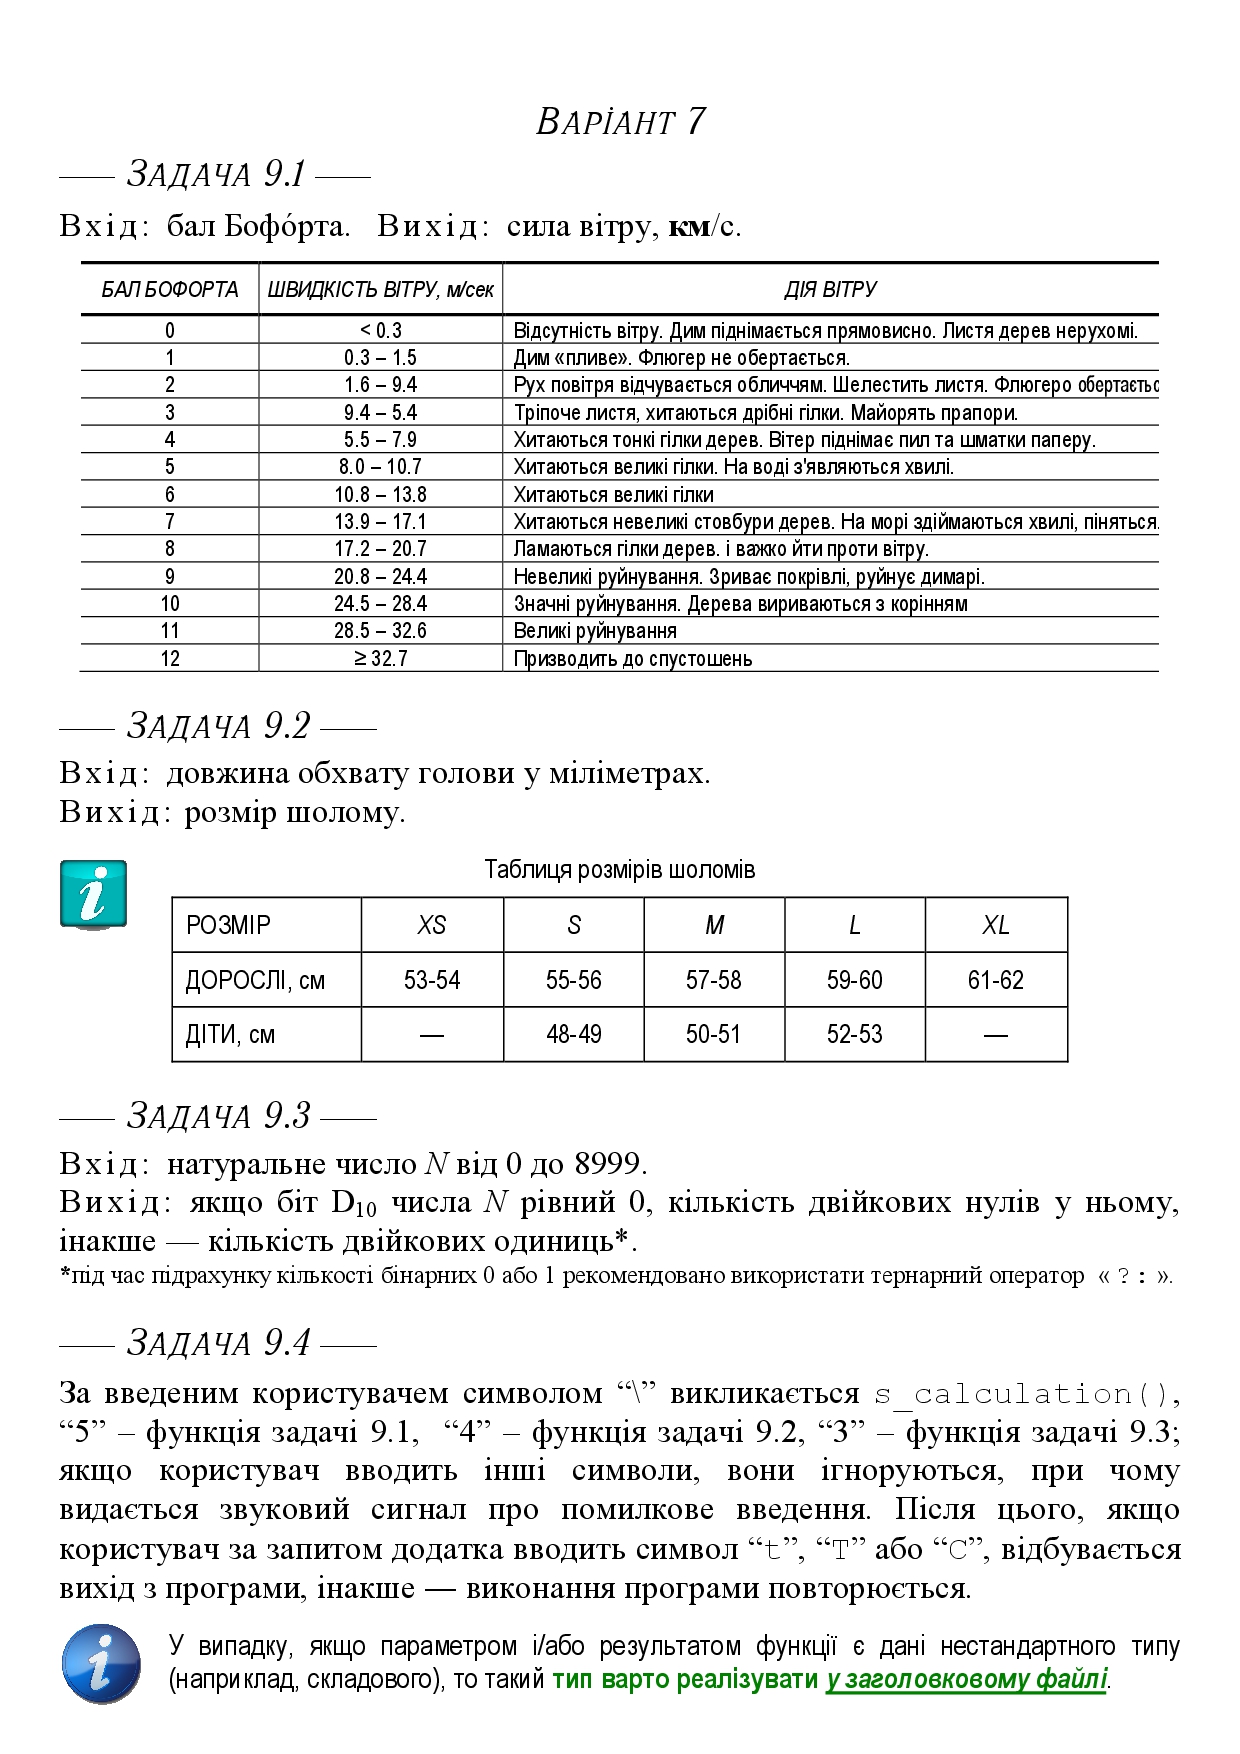 ВАРІАНТ 7
ЗАДАЧА 9.1
Вхід: бал Бофо́рта. Вихід: сила вітру, км/с.
БАЛ БОФОРТА ШВИДКІСТЬ ВІТРУ, м/сек ДІЯ ВІТРУ
0 < 0.3 Відсутність вітру. Дим піднімається прямовисно. Листя дерев нерухомі.
1 0.3 – 1.5 Дим «пливе». Флюгер не обертається.
2 1.6 – 9.4 Рух повітря відчувається обличчям. Шелестить листя. Флюгеро обертаєтьс
3 9.4 – 5.4 Тріпоче листя, хитаються дрібні гілки. Майорять прапори.
4 5.5 – 7.9 Хитаються тонкі гілки дерев. Вітер піднімає пил та шматки паперу.
5 8.0 – 10.7 Хитаються великі гілки. На воді з'являються хвилі.
6 10.8 – 13.8 Хитаються великі гілки
7 13.9 – 17.1 Хитаються невеликі стовбури дерев. На морі здіймаються хвилі, піняться.
8 17.2 – 20.7 Ламаються гілки дерев. і важко йти проти вітру.
9 20.8 – 24.4 Невеликі руйнування. Зриває покрівлі, руйнує димарі.
10 24.5 – 28.4 Значні руйнування. Дерева вириваються з корінням
11 28.5 – 32.6 Великі руйнування
12 ≥ 32.7 Призводить до спустошень
ЗАДАЧА 9.2
Вхід: довжина обхвату голови у міліметрах.
Вихід: розмір шолому.
Таблиця розмірів шоломів
РОЗМІР XS S M L XL
ДОРОСЛІ, см 53-54 55-56 57-58 59-60 61-62
ДІТИ, см — 48-49 50-51 52-53 —
ЗАДАЧА 9.3
Вхід: натуральне число N від 0 до 8999.
Вихід: якщо біт D10 числа N рівний 0, кількість двійкових нулів у ньому,
інакше — кількість двійкових одиниць*.
*під час підрахунку кількості бінарних 0 або 1 рекомендовано використати тернарний оператор « ? : ».
ЗАДАЧА 9.4
За введеним користувачем символом “\” викликається s_calculation(),
“5” – функція задачі 9.1, “4” – функція задачі 9.2, “3” – функція задачі 9.3;
якщо користувач вводить інші символи, вони ігноруються, при чому
видається звуковий сигнал про помилкове введення. Після цього, якщо
користувач за запитом додатка вводить символ “t”, “T” або “C”, відбувається
вихід з програми, інакше — виконання програми повторюється.
У випадку, якщо параметром і/або результатом функції є дані нестандартного типу
(наприклад, складового), то такий тип варто реалізувати у заголовковому файлі.